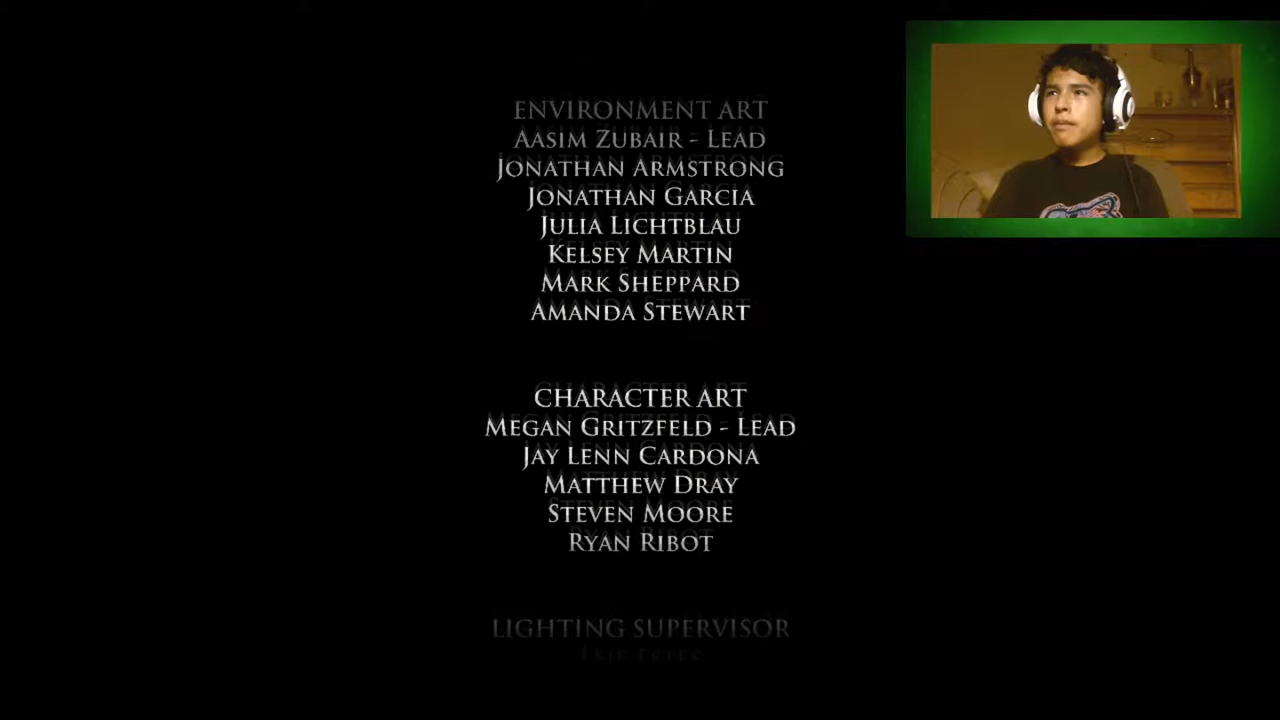 ENVIRONMENT ART
AASIM ZUBAIR - LEAD
JONATHAN ARMSTRONG
JONATHAN GARCIA
JULIA LICHTBLAU
KELSEY MARTIN
MARK SHEPPARD
AMANDA STEWART
CHARACTER ART
MEGAN GRITZFELD - LEAD
JAY LENN CARDONA
MATTHEW DRAY
STEVEN MOORE
RYAN RIBOT
LIGHTING SUPERVISOR